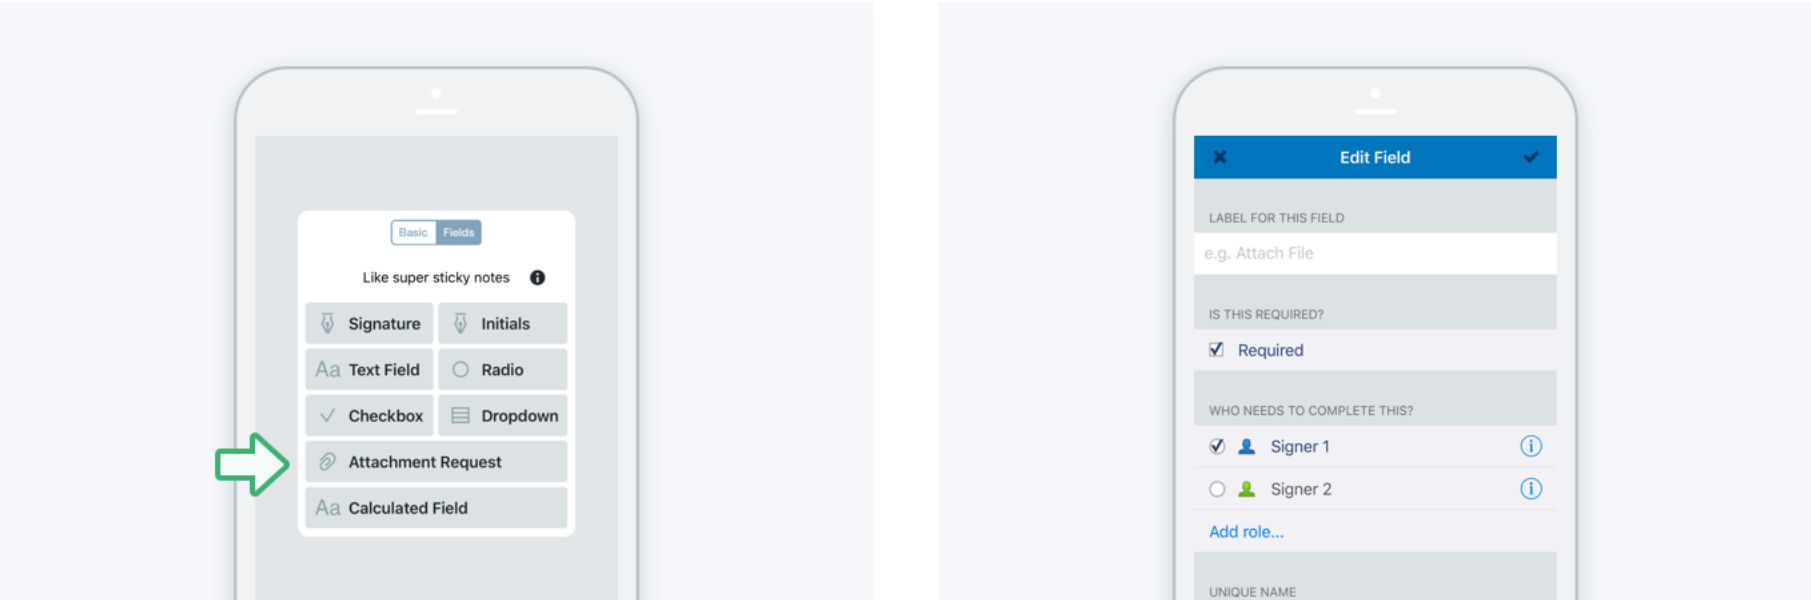 Basic Fields
Like super sticky notes
Signature Initials
Aa Text Field Radio
Checkbox Dropdown
Attachment Request
Aa Calculated Field
Edit Field
LABEL FOR THIS FIELD
e.g. Attach File
IS THIS REQUIRED?
Required
WHO NEEDS TO COMPLETE THIS?
Signer 1
Signer 2
Add role...
UNIQUE NAME